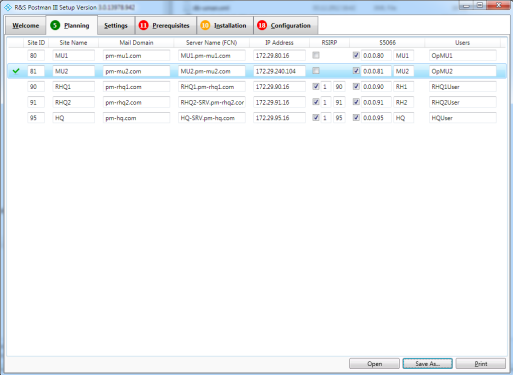 R&S Postman III Setup Version 3.0.13978.942
Welcome 5 Planning Settings 11 Prerequisites 10 Installation 18 Configuration
Site ID Site Name Mail Domain Server Name (FCN) IP Address RSIRP S5066 Users
80 MU1 pm-mu1.com MU1.pm-mu1.com 172.29.80.16 0.0.0.80 MU1 OpMU1
81 MU2 pm-mu2.com MU2.pm-mu2.com 172.29.240.104 0.0.0.81 MU2 OpMU2
90 RHQ1 pm-rhq1.com RHQ1.pm-rhq1.com 172.29.90.16 1 90 0.0.0.90 RH1 RHQ1User
91 RHQ2 pm-rhq2.com RHQ2-SRV.pm-rhq2.cor 172.29.91.16 1 91 0.0.0.91 RH2 RHQ2User
95 HQ pm-hq.com HQ-SRV.pm-hq.com 172.29.95.16 1 95 0.0.0.95 HQ HQUser
Open Save As... Print